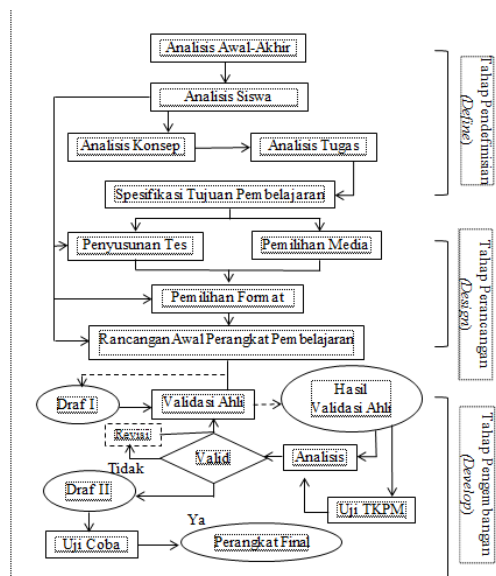 Analisis Awal-Akhir
Analisis Siswa
Analisis Konsep
Analisis Tugas
Spesifikasi Tujuan Pembelajaran
Tahap Pendefinisian
(Define)
Penyusunan Tes
Pemilihan Media
Pemilihan Format
Rancangan Awal Perangkat Pembelajaran
Tahap Perancangan
(Design)
Draf I
Validasi Ahli
Hasil
Validasi Ahli
Revisi
Valid
Analisis
Tidak
Draf II
Uji TKPM
Ya
Uji Coba
Perangkat Final
Tahap Pengembangan
(Develop)